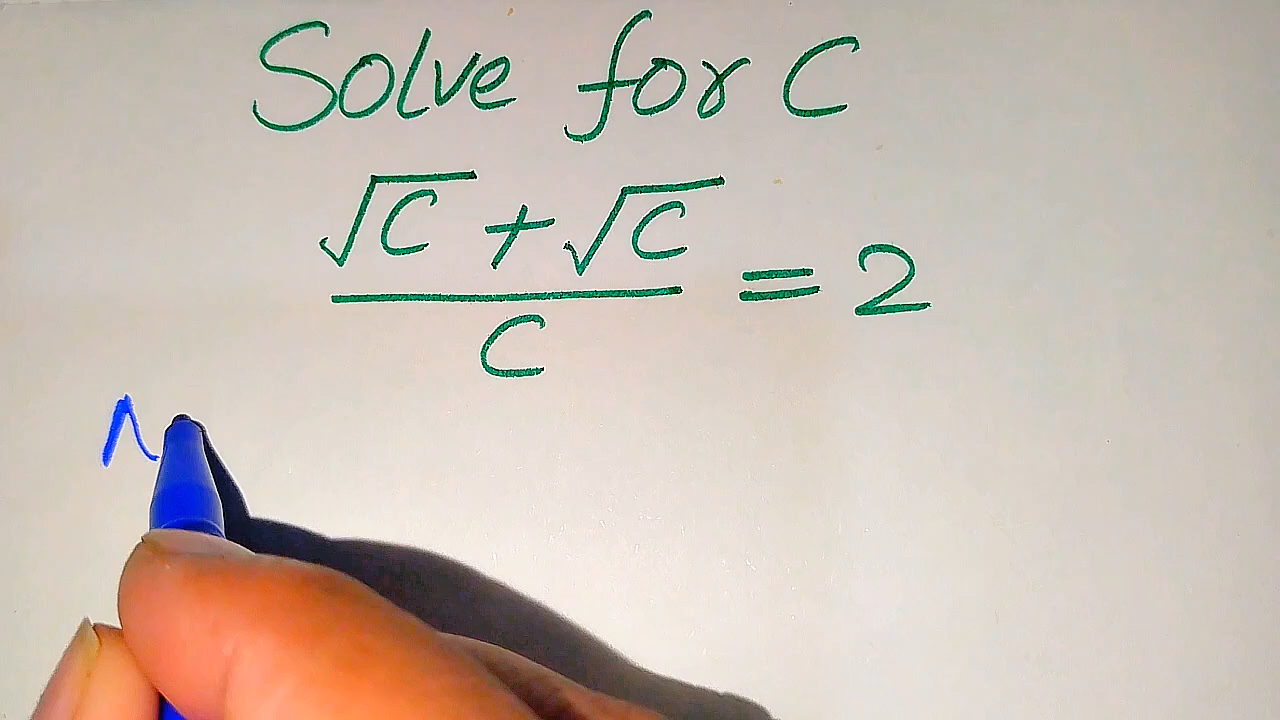 Solve for C
√C + √C
/ C = 2